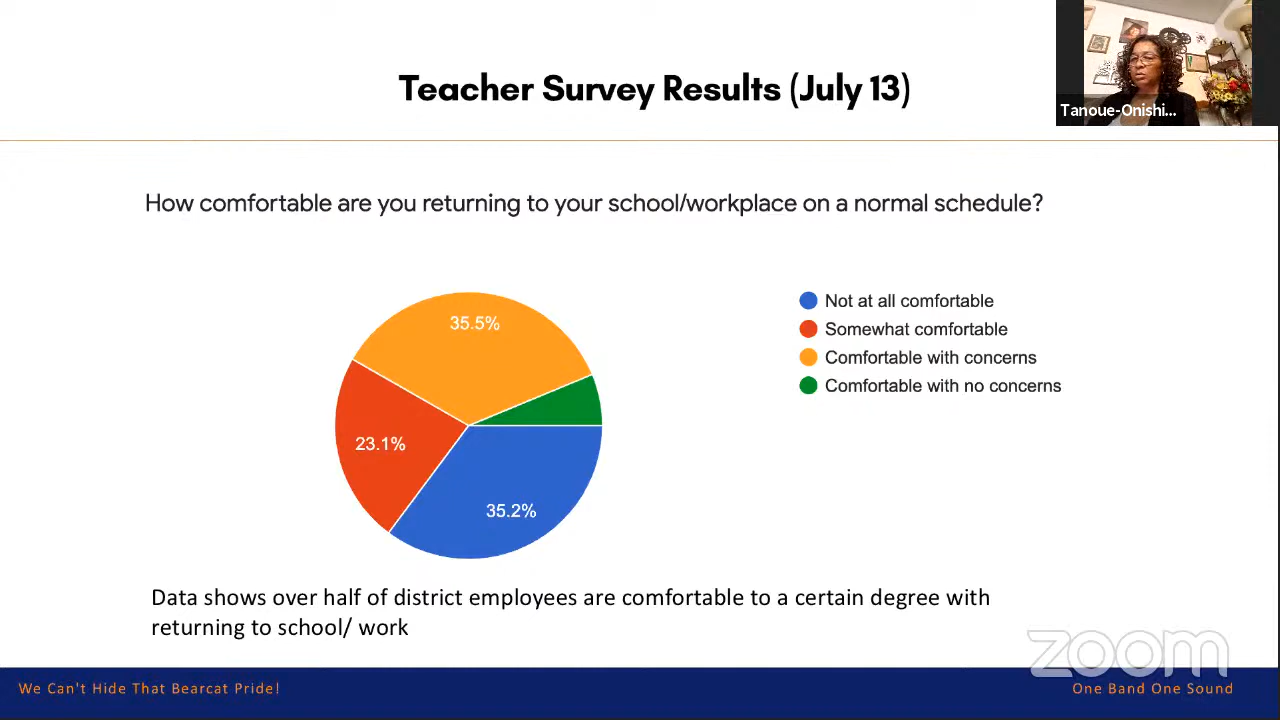 Teacher Survey Results (July 13)
Tanoue-Onishi...
How comfortable are you returning to your school/workplace on a normal schedule?
35.5%
23.1%
35.2%
Not at all comfortable
Somewhat comfortable
Comfortable with concerns
Comfortable with no concerns
Data shows over half of district employees are comfortable to a certain degree with
returning to school/ work
zoom
We Can't Hide That Bearcat Pride!
One Band One Sound